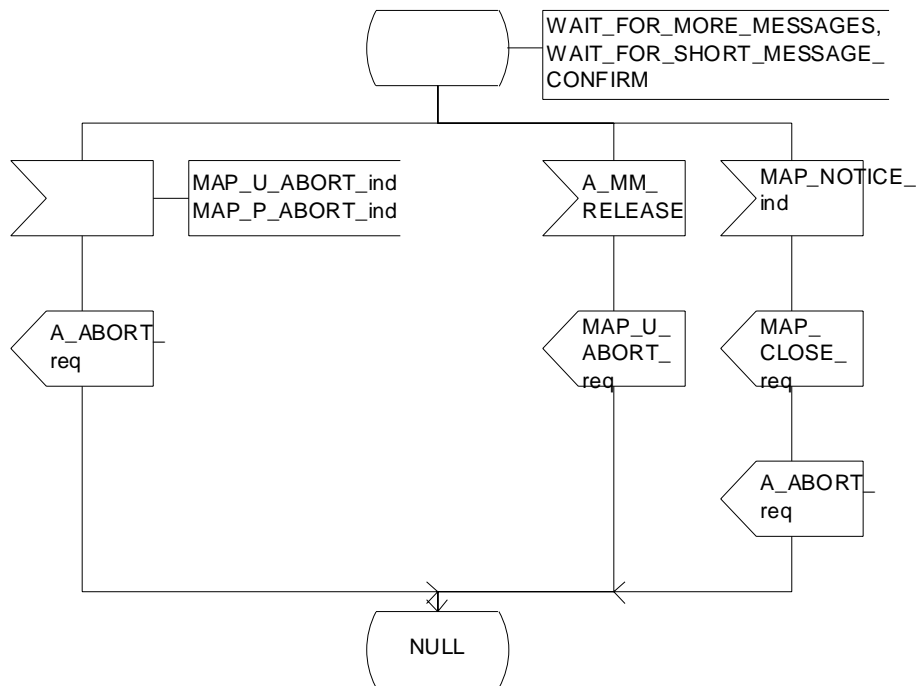 WAIT_FOR_MORE_MESSAGES,
WAIT_FOR_SHORT_MESSAGE_
CONFIRM
MAP_U_ABORT_ind
MAP_P_ABORT_ind
A_MM_
RELEASE
MAP_NOTICE_
ind
A_ABORT_
req
MAP_U_
ABORT_
req
MAP_
CLOSE_
req
A_ABORT_
req
NULL